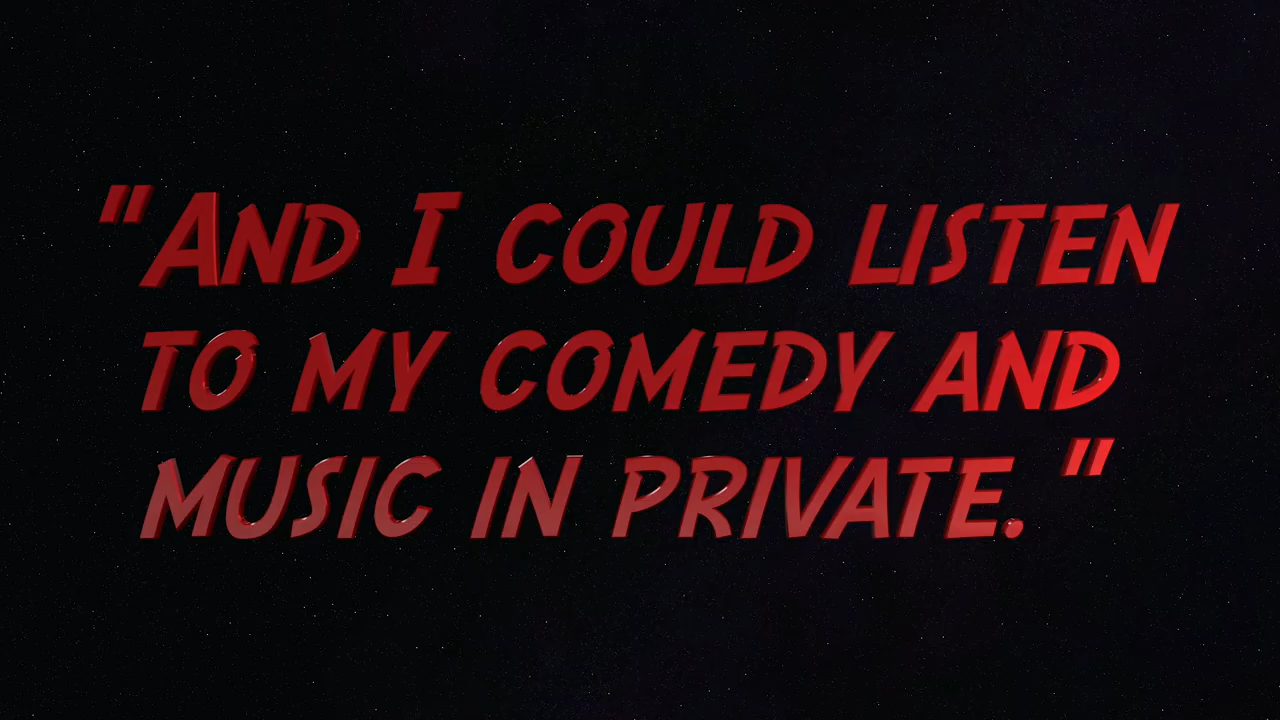 "And I could listen
to my comedy and
music in private."